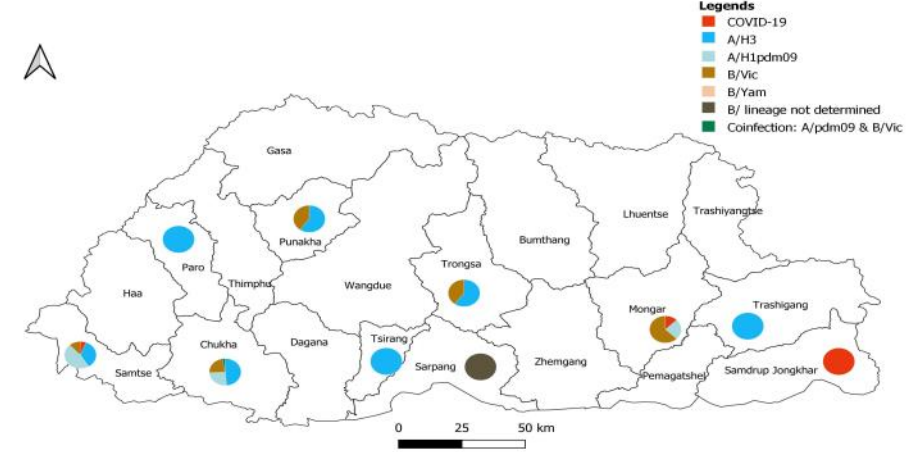 Legends
COVID-19
A/H3
A/H1pdm09
B/Vic
B/Yam
B/ lineage not determined
Coinfection: A/pdm09 & B/Vic
Gasa
Punakha
Paro
Thimphu
Haa
Wangdue
Trongsa
Bumthang
Lhuentse
Trashiyangtse
Mongar
Trashigang
Chukha
Dagana
Tsirang
Sarpang
Zhemgang
Samtse
Pemagatshel
Samdrup Jongkhar
0 25 50 km